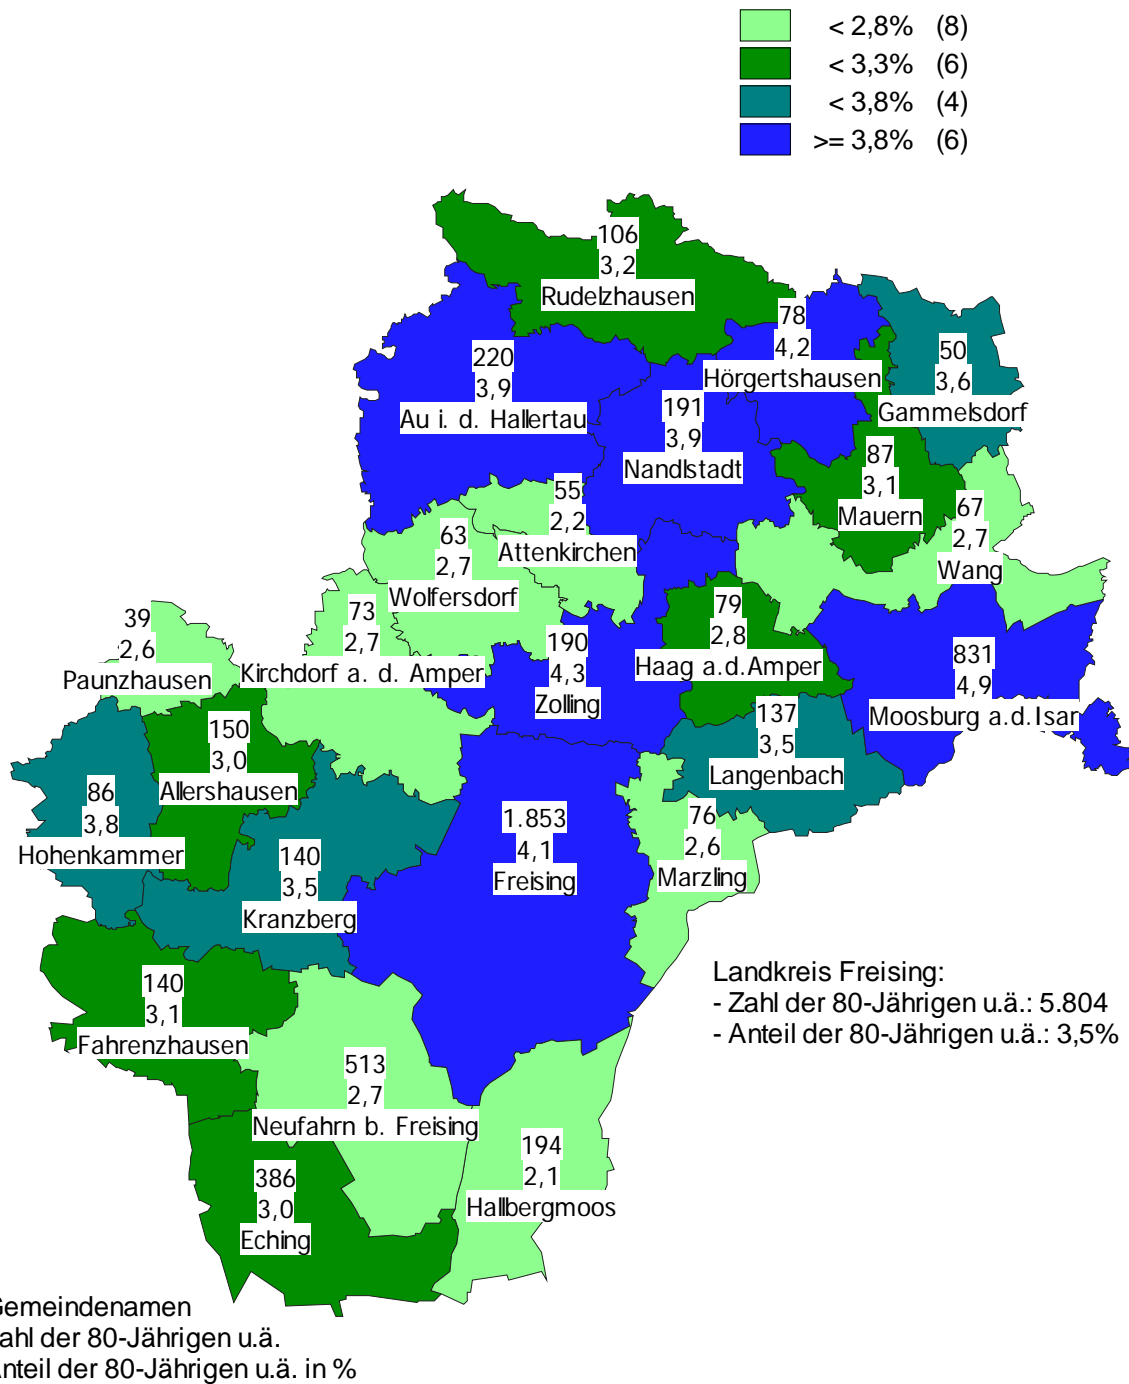 < 2,8% (8)
< 3,3% (6)
< 3,8% (4)
>= 3,8% (6)
106
3,2
Rudelzhausen
78
4,2
Hörgertshausen
220
3,9
Au i. d. Hallertau
50
3,6
Gammelsdorf
191
3,9
Nandlstadt
87
3,1
Mauern
55
2,2
Attenkirchen
67
2,7
Wang
63
2,7
Wolfersdorf
73
2,7
Kirchdorf a. d. Amper
39
2,6
Paunzhausen
79
2,8
Haag a.d.Amper
190
4,3
Zolling
831
4,9
Moosburg a.d.Isar
137
3,5
Langenbach
150
3,0
Allershausen
86
3,8
Hohenkammer
1.853
4,1
Freising
76
2,6
Marzling
140
3,5
Kranzberg
Landkreis Freising:
- Zahl der 80-Jährigen u.ä.: 5.804
- Anteil der 80-Jährigen u.ä.: 3,5%
140
3,1
Fahrenzhausen
513
2,7
Neufahrn b. Freising
194
2,1
Hallbergmoos
386
3,0
Eching
Gemeindenamen
ahl der 80-Jährigen u.ä.
nteil der 80-Jährigen u.ä. in %